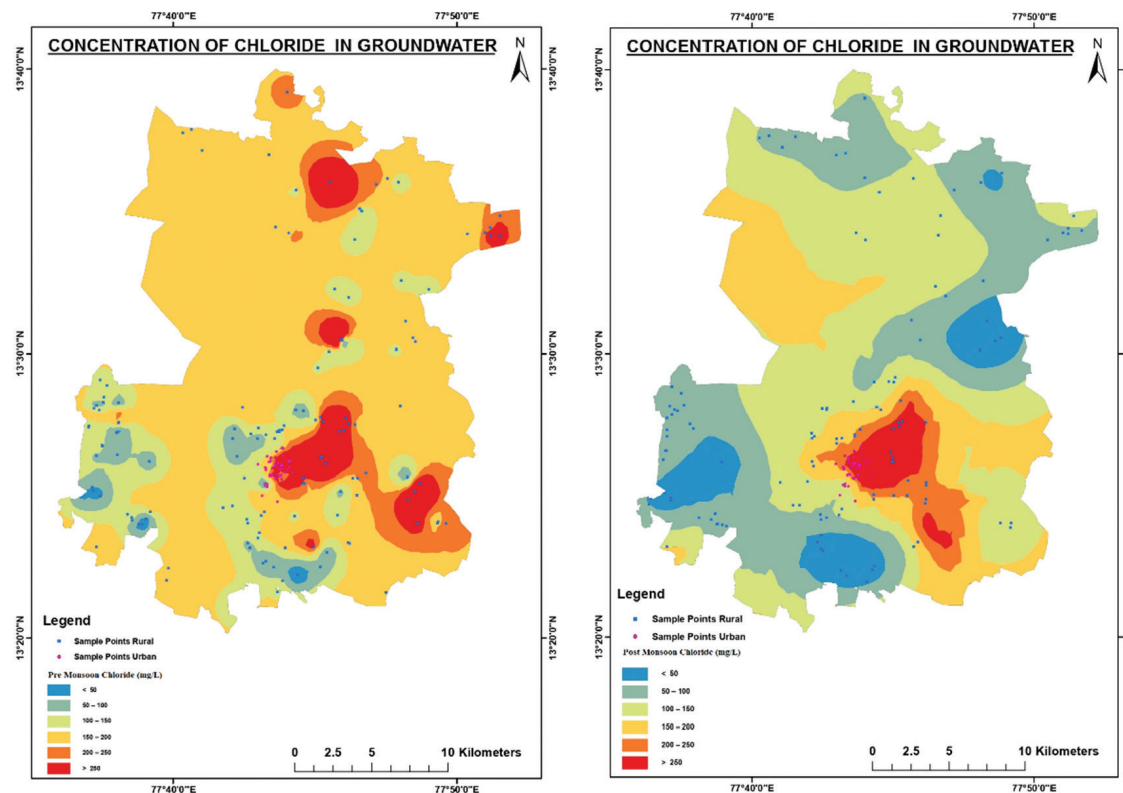 77°40'0"E 77°50'0"E
CONCENTRATION OF CHLORIDE IN GROUNDWATER
N
13°40'0"N
13°30'0"N
13°20'0"N
Legend
Sample Points Rural
Sample Points Urban
Pre Monsoon Chloride (mg/L)
< 50
50 – 100
100 – 150
150 – 200
200 – 250
> 250
0 2.5 5 10 Kilometers
77°40'0"E 77°50'0"E
77°40'0"E 77°50'0"E
CONCENTRATION OF CHLORIDE IN GROUNDWATER
N
13°40'0"N
13°30'0"N
13°20'0"N
Legend
Sample Points Rural
Sample Points Urban
Post Monsoon Chloride (mg/L)
< 50
50 – 100
100 – 150
150 – 200
200 – 250
> 250
0 2.5 5 10 Kilometers
77°40'0"E 77°50'0"E